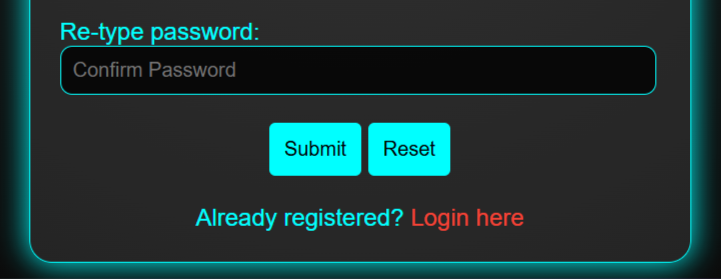 Re-type password:
Confirm Password
Submit Reset
Already registered? Login here